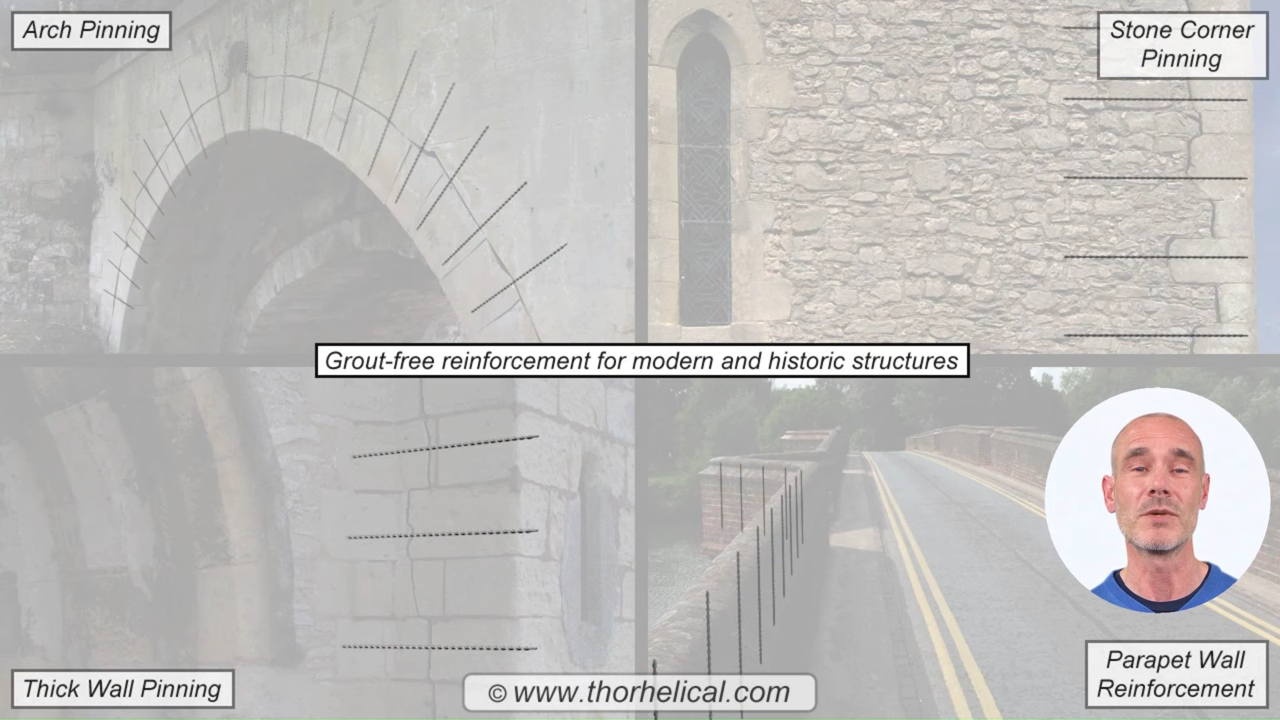 Arch Pinning
Stone Corner
Pinning
Grout-free reinforcement for modern and historic structures
Thick Wall Pinning
© www.thorhelical.com
Parapet Wall
Reinforcement